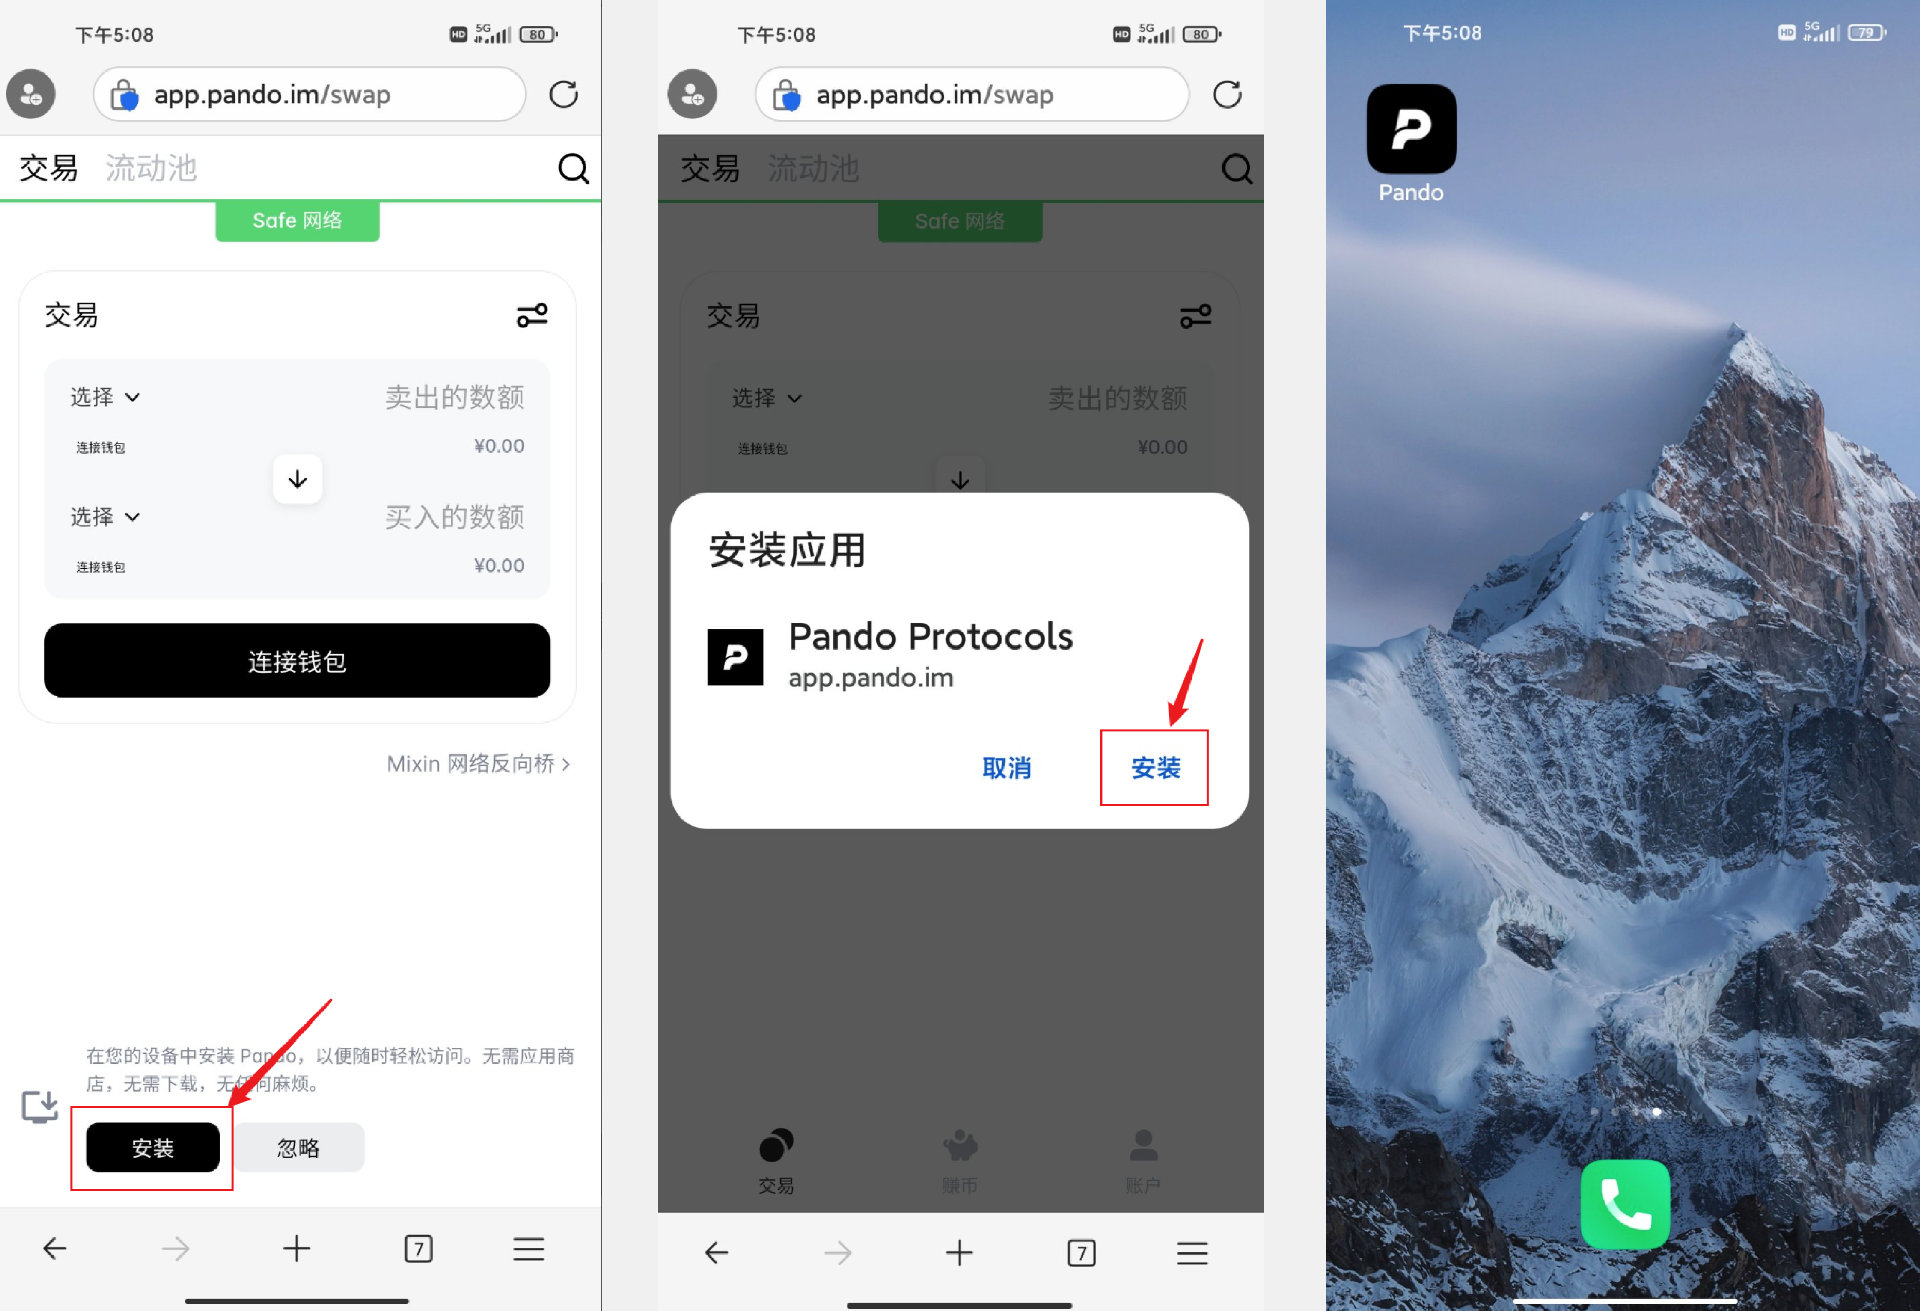 下午5:08
HD 5G 80
app.pando.im/swap
交易 流动池
Safe 网络
交易
选择 卖出的数额
连接钱包 ¥0.00
选择 买入的数额
连接钱包 ¥0.00
连接钱包
Mixin 网络反向桥 >
在您的设备中安装 Pando，以便随时轻松访问。无需应用商
店，无需下载，无任何麻烦。
安装 忽略
7
下午5:08
HD 5G 80
app.pando.im/swap
交易 流动池
Safe 网络
交易
选择 卖出的数额
连接钱包 ¥0.00
安装应用
Pando Protocols
app.pando.im
取消 安装
交易 赚币 账户
7
下午5:08
HD 5G 79
Pando